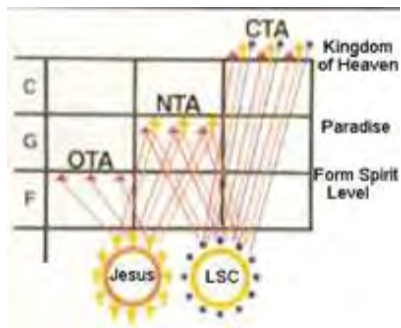 CTA
Kingdom
of Heaven
C
NTA
Paradise
G
OTA
Form Spirit
Level
F
Jesus
LSC